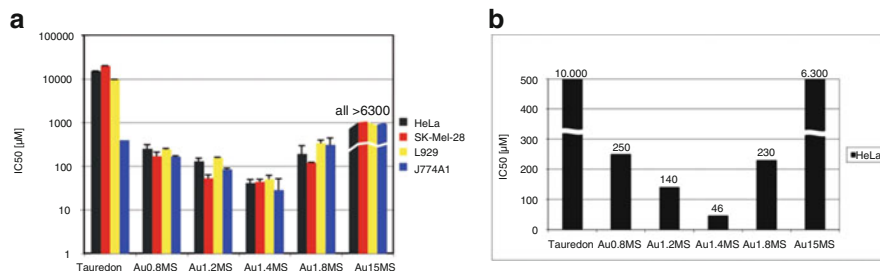 a
100000
10000
1000
100
10
1
IC50 [µM]
all >6300
HeLa
SK-Mel-28
L929
J774A1
Tauredon Au0.8MS Au1.2MS Au1.4MS Au1.8MS Au15MS
b
500
400
300
200
100
0
IC50 [µM]
10.000
250
140
46
230
6.300
HeLa
Tauredon Au0.8MS Au1.2MS Au1.4MS Au1.8MS Au15MS